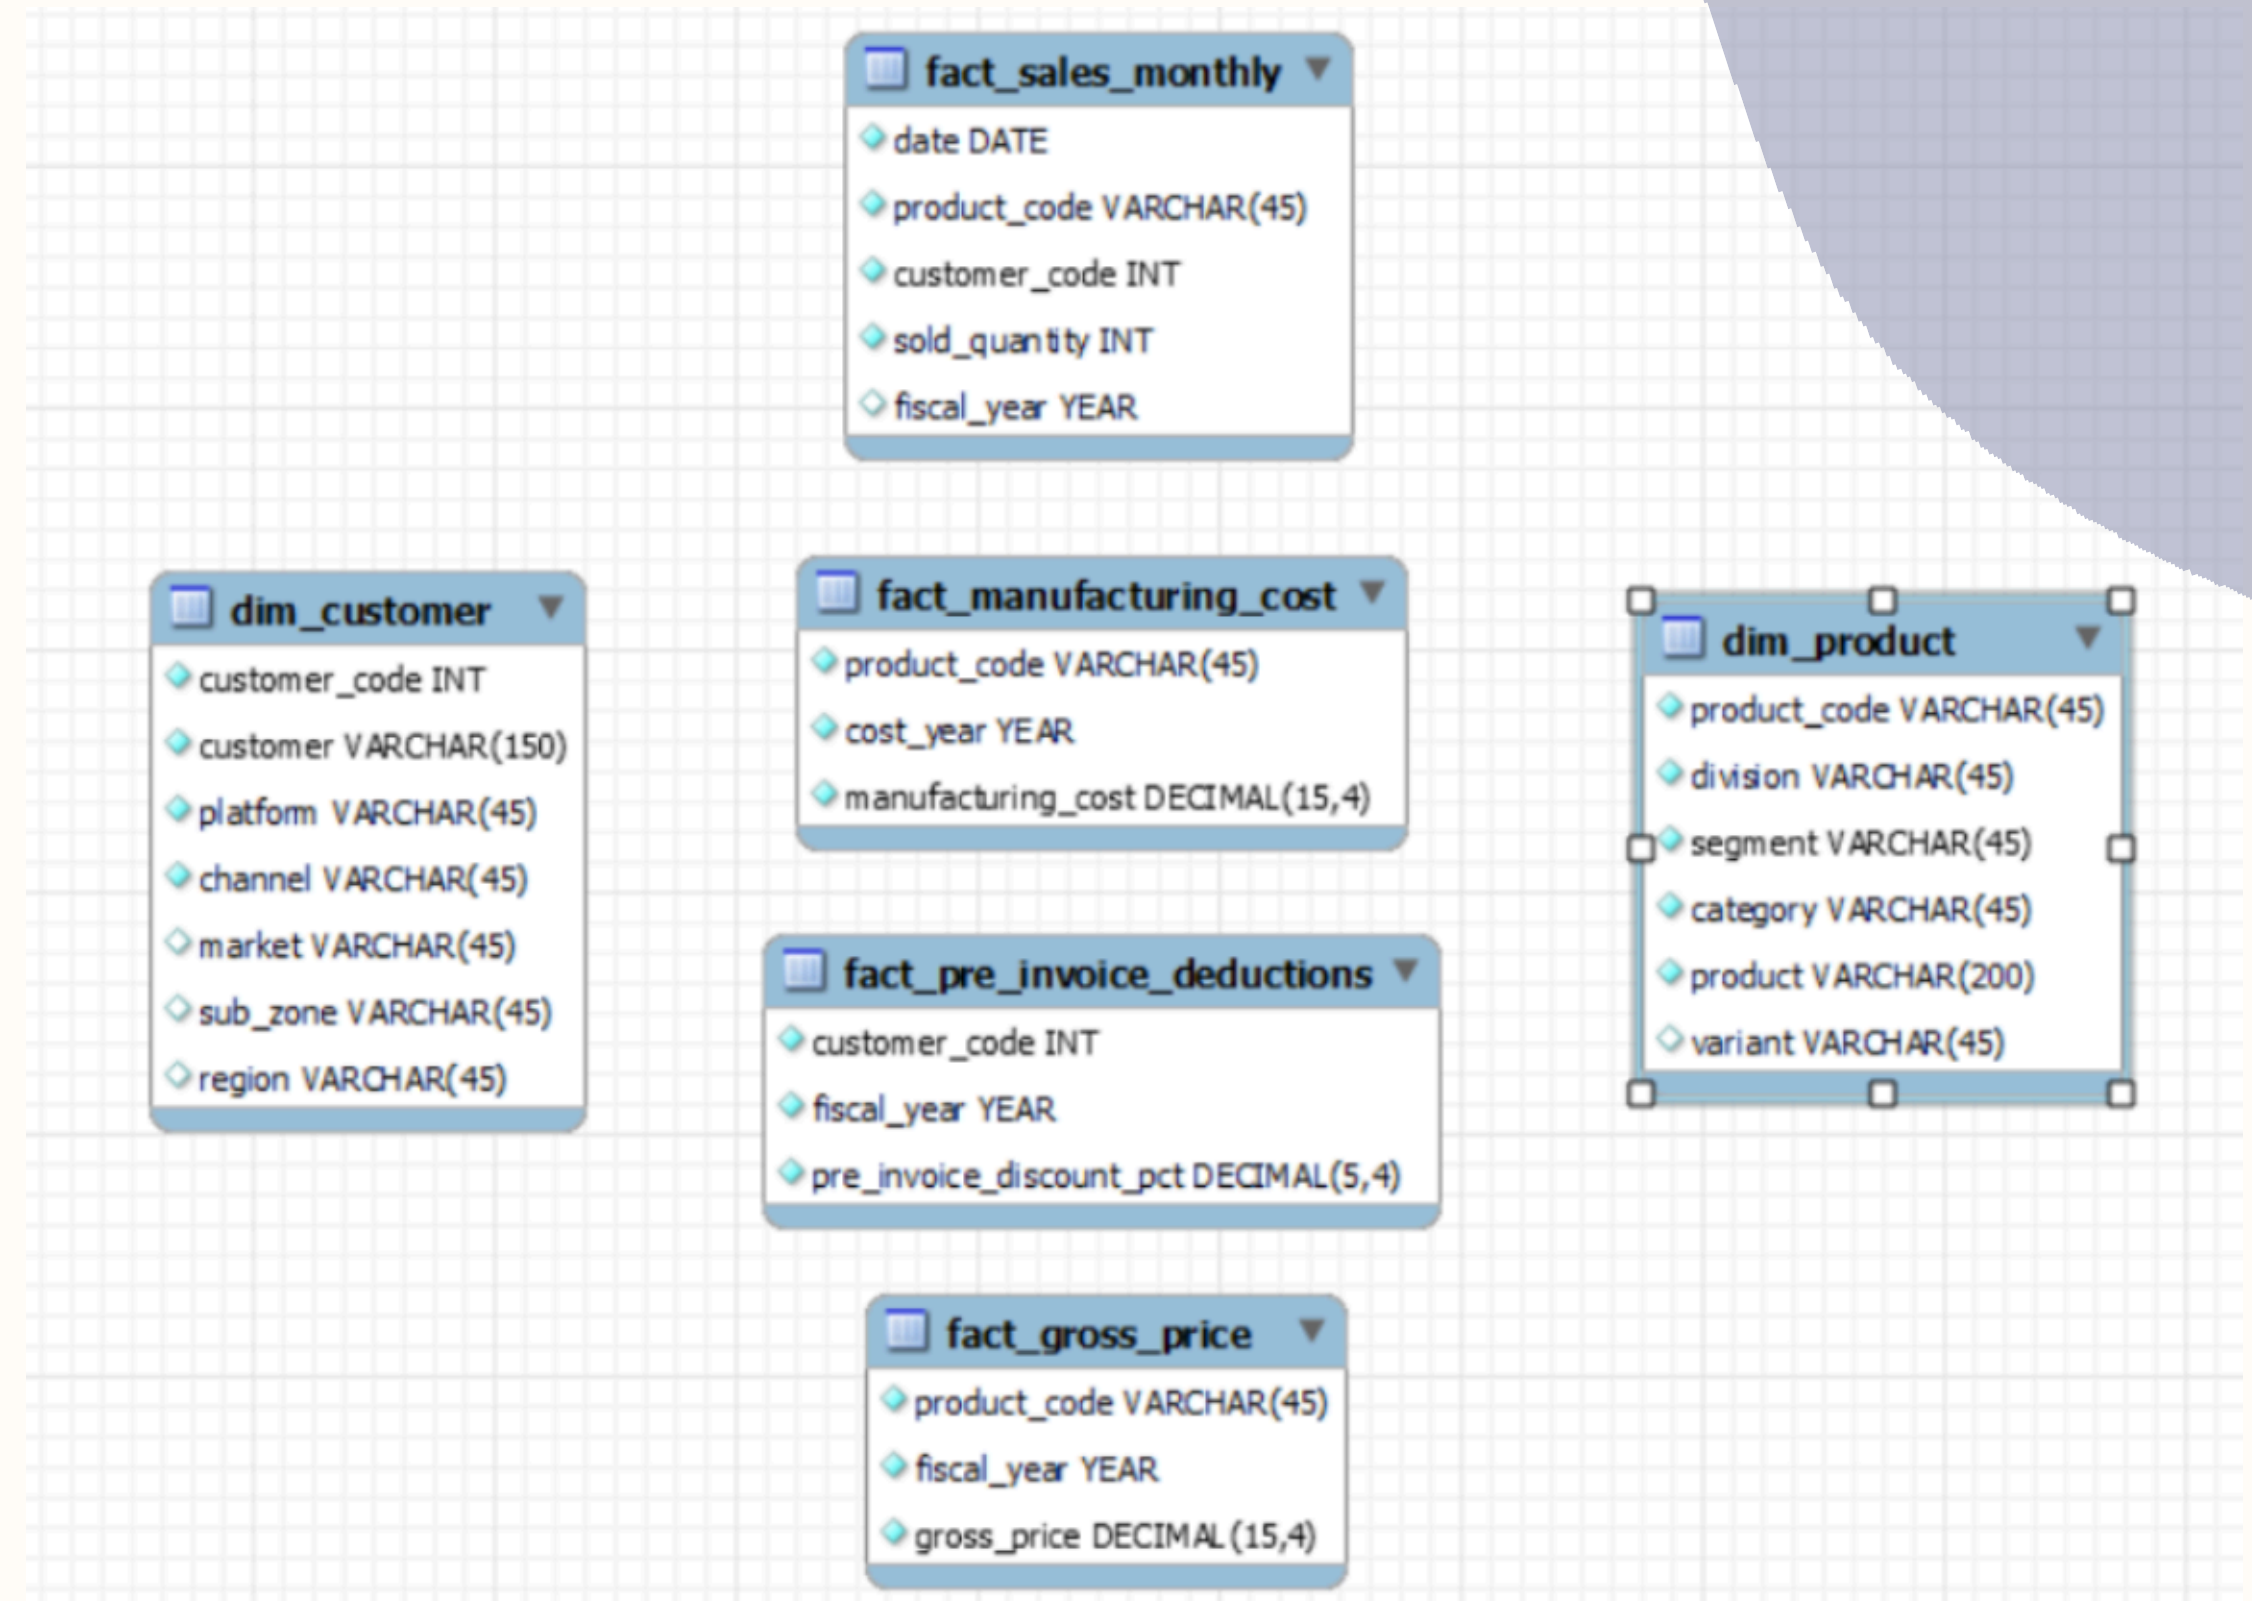 fact_sales_monthly
date DATE
product_code VARCHAR(45)
customer_code INT
sold_quantity INT
fiscal_year YEAR
dim_customer
customer_code INT
customer VARCHAR(150)
platform VARCHAR(45)
channel VARCHAR(45)
market VARCHAR(45)
sub_zone VARCHAR(45)
region VARCHAR(45)
fact_manufacturing_cost
product_code VARCHAR(45)
cost_year YEAR
manufacturing_cost DECIMAL(15,4)
fact_pre_invoice_deductions
customer_code INT
fiscal_year YEAR
pre_invoice_discount_pct DECIMAL(5,4)
fact_gross_price
product_code VARCHAR(45)
fiscal_year YEAR
gross_price DECIMAL(15,4)
dim_product
product_code VARCHAR(45)
division VARCHAR(45)
segment VARCHAR(45)
category VARCHAR(45)
product VARCHAR(200)
variant VARCHAR(45)